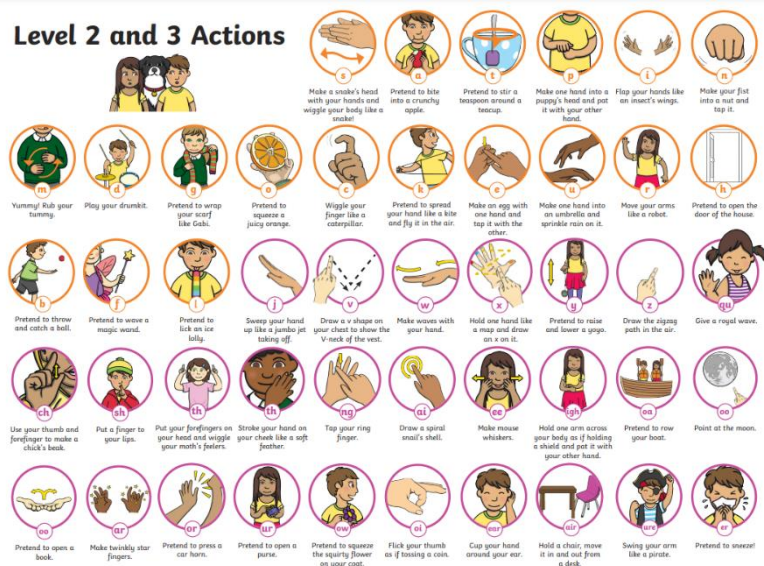 Level 2 and 3 Actions
s
Make a snake's head
with your hands and
wiggle your body like a
snake!
a
Pretend to bite
into a crunchy
apple.
t
Pretend to stir a
teaspoon around a
teacup.
p
Make one hand into a
puppy's head and pat
it with your other
hand.
i
Flap your hands like
an insect's wings.
n
Make your fist
into a nut and
tap it.
m
Yummy! Rub your
tummy.
d
Play your drumkit.
g
Pretend to wrap
your scarf
like Gabi.
o
Pretend to
squeeze a
juicy orange.
c
Wiggle your
finger like a
caterpillar.
k
Pretend to spread
your hand like a kite
and fly it in the air.
e
Make an egg with
one hand and
tap it with the
other.
u
Make one hand into
an umbrella and
sprinkle rain on it.
r
Move your arms
like a robot.
h
Pretend to open the
door of the house.
b
Pretend to throw
and catch a ball.
f
Pretend to wave a
magic wand.
l
Pretend to
lick an ice
lolly.
j
Sweep your hand
up like a jumbo jet
taking off.
v
Draw a v shape on
your chest to show the
V-neck of the vest.
w
Make waves with
your hand.
x
Hold one hand like
a map and draw
an x on it.
y
Pretend to raise
and lower a yoyo.
z
Draw the zigzag
path in the air.
qu
Give a royal wave.
ch
Use your thumb and
forefinger to make a
chick's beak.
sh
Put a finger to
your lips.
th
Put your forefingers on
your head and wiggle
your moth's feelers.
th
Stroke your hand on
your cheek like a soft
feather.
ng
Tap your ring
finger.
ai
Draw a spiral
snail's shell.
ee
Make mouse
whiskers.
igh
Hold one arm across
your body as if holding
a shield and pat it with
your other hand.
oa
Pretend to row
your boat.
oo
Point at the moon.
oo
Pretend to open a
book.
ar
Make twinkly star
fingers.
or
Pretend to press a
car horn.
ur
Pretend to open a
purse.
ow
Pretend to squeeze
the squirty flower
on your coat.
oi
Flick your thumb
as if tossing a coin.
ear
Cup your hand
around your ear.
air
Hold a chair, move
it in and out from
a desk.
ure
Swing your arm
like a pirate.
er
Pretend to sneeze!